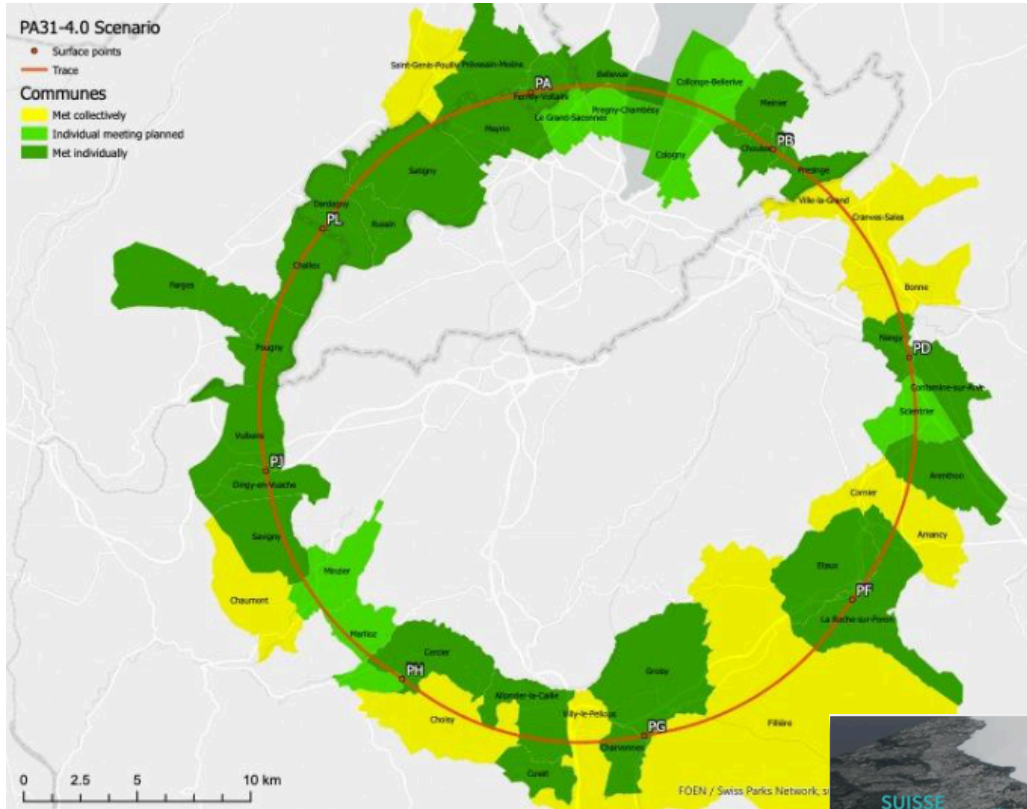 PA31-4.0 Scenario
Surface points
Trace
Communes
Met collectively
Individual meeting planned
Met individually
Saint-Genis-Pouilly
Prévessin-Moëns
PA
Ferney-Voltaire
Bellevue
Collonge-Bellerive
Meinier
Le Grand-Saconnex
Pregny-Chambésy
Meyrin
Choulex
PB
Cologny
Presinge
Satigny
Ville-la-Grand
Cranves-Sales
Dardagny
Russin
PL
Challex
Farges
Bonne
Nangy
PD
Pougny
Contamine-sur-Arve
Scientrier
Vulbens
PJ
Dingy-en-Vuache
Arenthon
Cornier
Amancy
Savigny
Minzier
Etaux
Chaumont
PF
La Roche-sur-Foron
Marlioz
Cercier
PH
Groisy
Allonzier-la-Caille
Choisy
Villy-le-Pelloux
PG
Fillière
Charvonnex
Cuvat
0 2.5 5 10 km
FOEN / Swiss Parks Network, s
SUISSE